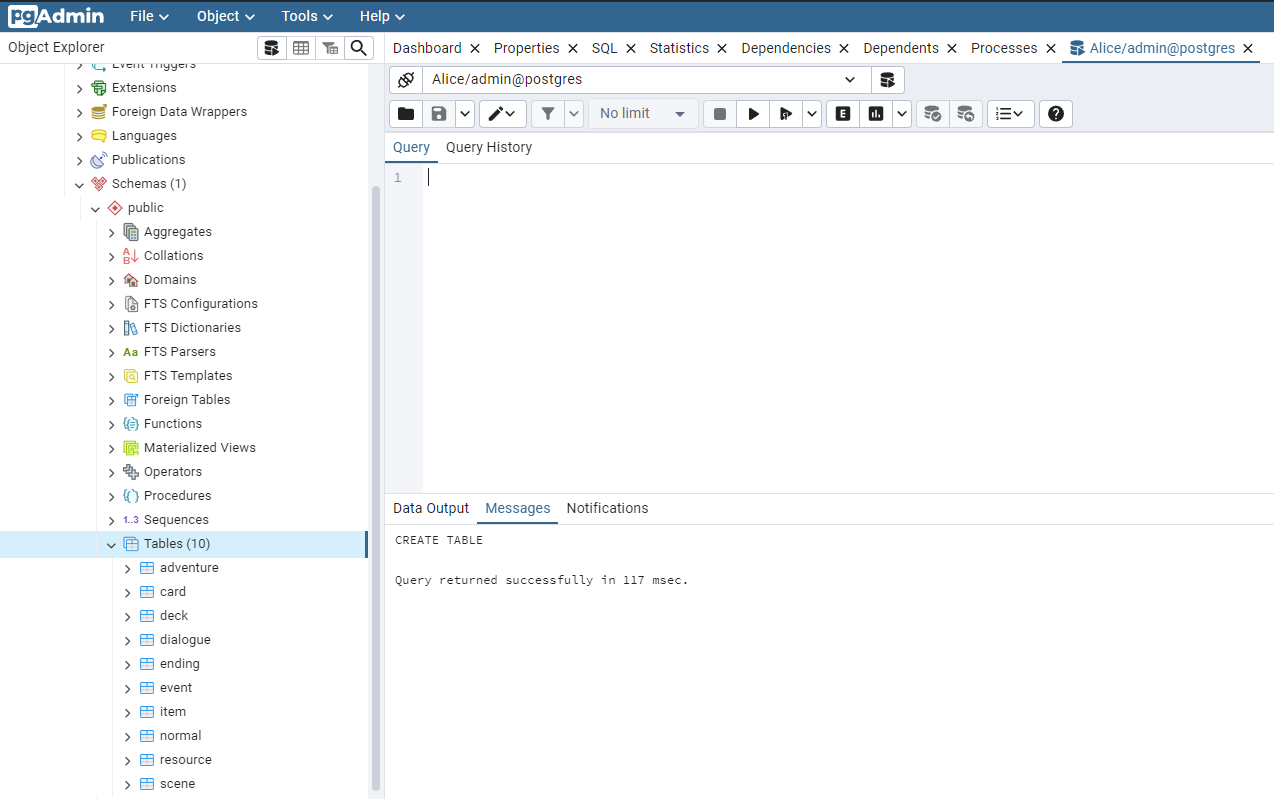 pgAdmin File Object Tools Help
Object Explorer
Dashboard Properties SQL Statistics Dependencies Dependents Processes Alice/admin@postgres
Event Triggers
Extensions
Foreign Data Wrappers
Languages
Publications
Schemas (1)
public
Aggregates
Collations
Domains
FTS Configurations
FTS Dictionaries
Aa FTS Parsers
FTS Templates
Foreign Tables
Functions
Materialized Views
Operators
Procedures
1..3 Sequences
Tables (10)
adventure
card
deck
dialogue
ending
event
item
normal
resource
scene
Alice/admin@postgres
No limit E
Query Query History
1
Data Output Messages Notifications
CREATE TABLE
Query returned successfully in 117 msec.